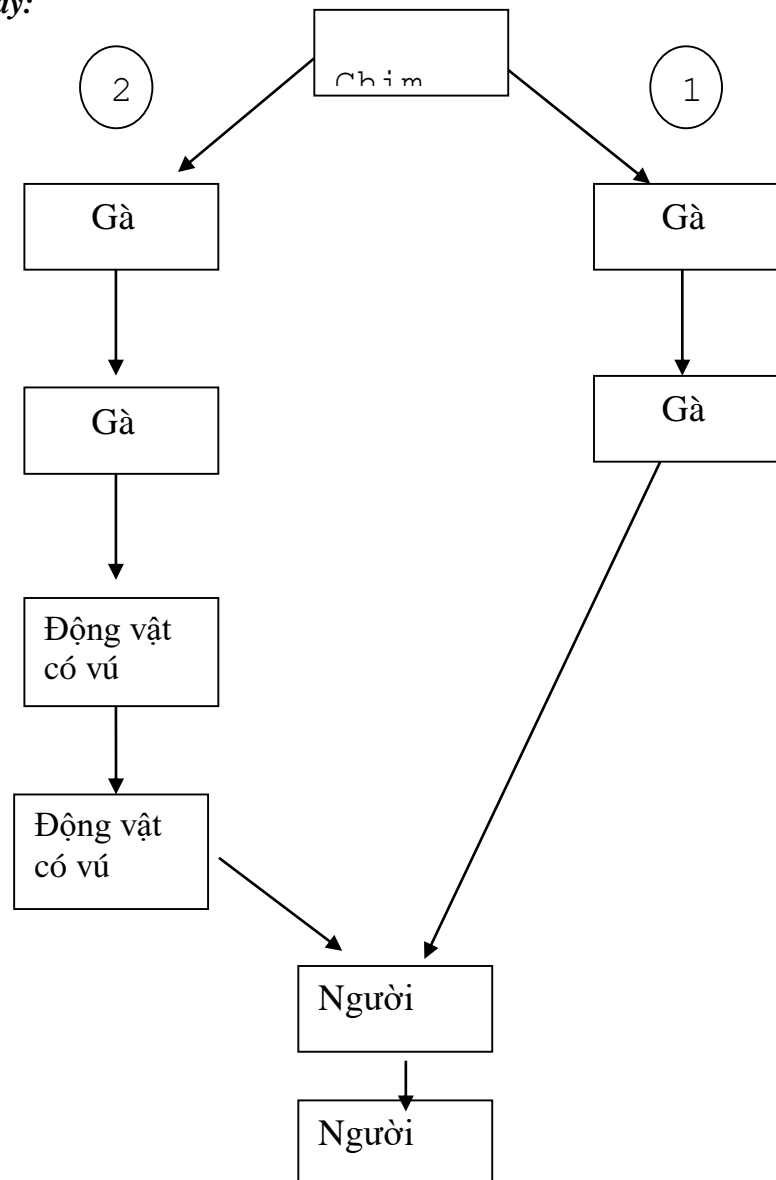 2
Chim
1
Gà
Gà
Gà
Gà
Động vật
có vú
Động vật
có vú
Người
Người